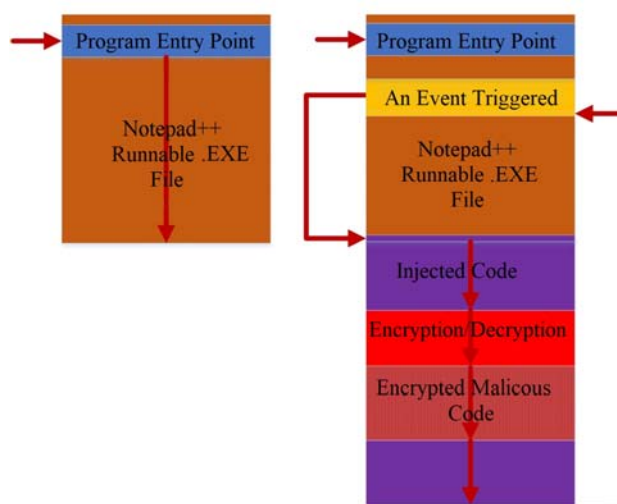 Program Entry Point
Notepad++
Runnable .EXE
File
Program Entry Point
An Event Triggered
Notepad++
Runnable .EXE
File
Injected Code
Encryption/Decryption
Encrypted Malicous
Code